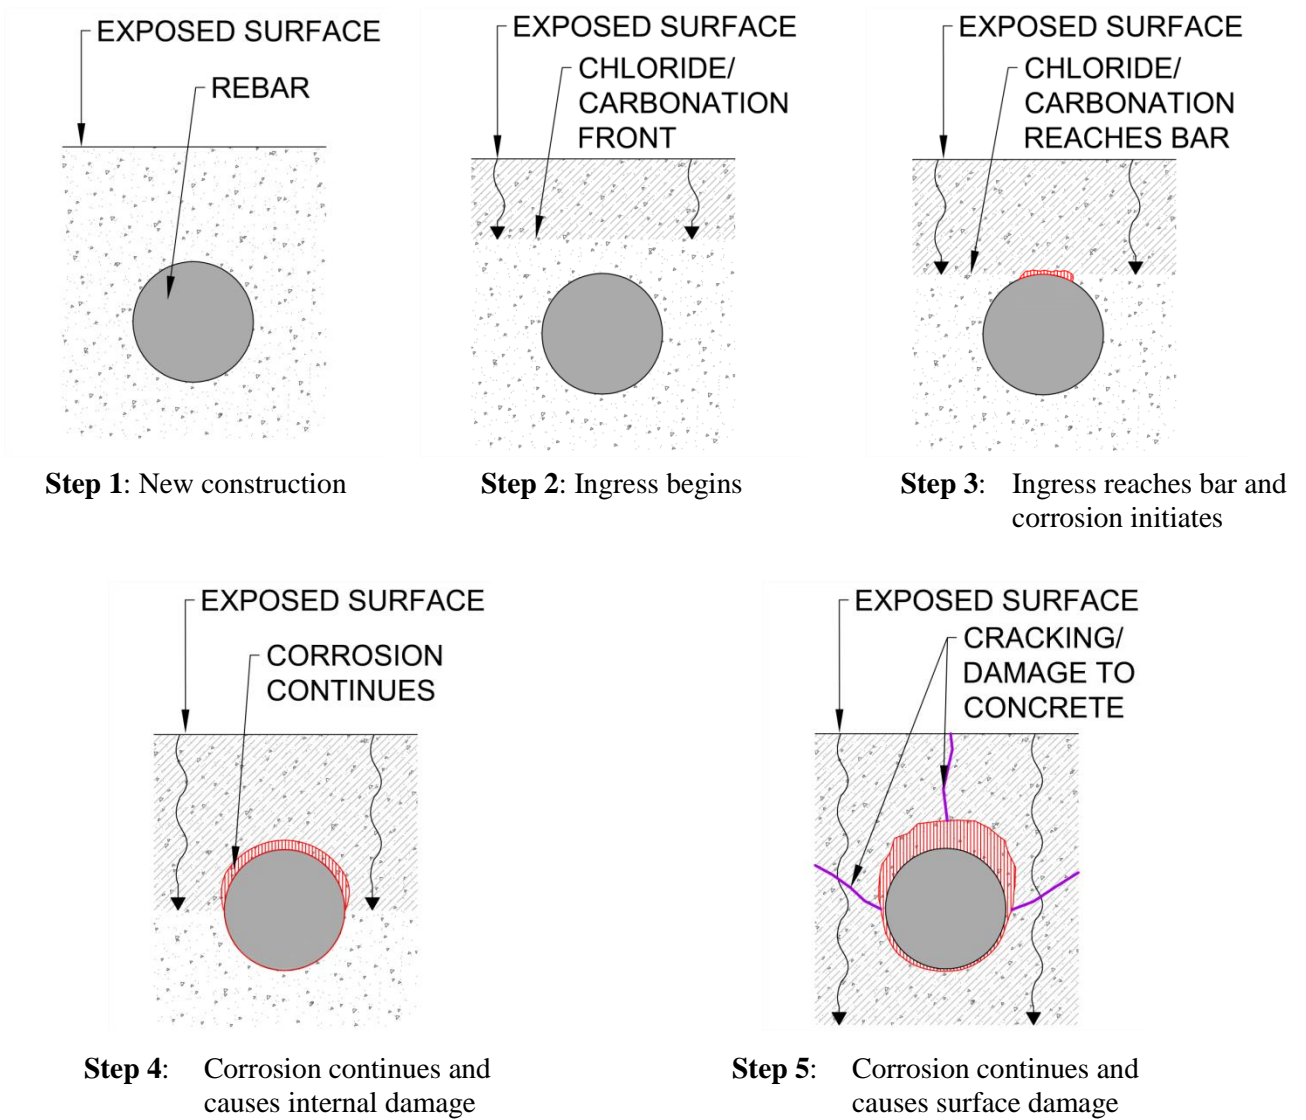 EXPOSED SURFACE
REBAR
Step 1: New construction
EXPOSED SURFACE
CHLORIDE/
CARBONATION
FRONT
Step 2: Ingress begins
EXPOSED SURFACE
CHLORIDE/
CARBONATION
REACHES BAR
Step 3: Ingress reaches bar and
corrosion initiates
EXPOSED SURFACE
CORROSION
CONTINUES
Step 4: Corrosion continues and
causes internal damage
EXPOSED SURFACE
CRACKING/
DAMAGE TO
CONCRETE
Step 5: Corrosion continues and
causes surface damage